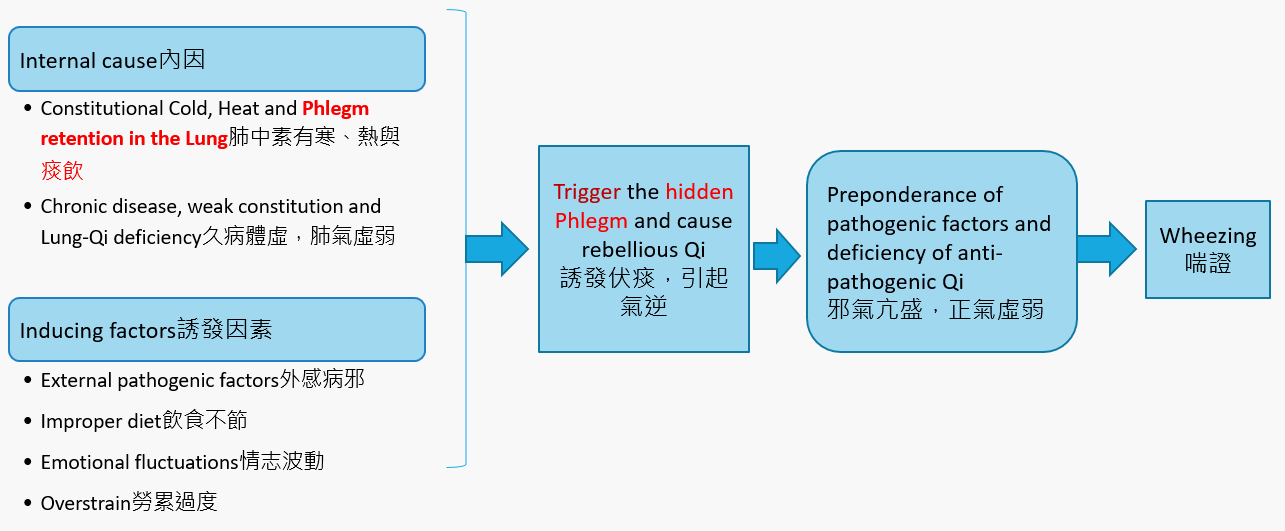 Internal cause內因
• Constitutional Cold, Heat and Phlegm
retention in the Lung肺中素有寒、熱與
痰飲
• Chronic disease, weak constitution and
Lung-Qi deficiency久病體虛，肺氣虛弱
Inducing factors誘發因素
• External pathogenic factors外感病邪
• Improper diet飲食不節
• Emotional fluctuations情志波動
• Overstrain勞累過度
Trigger the hidden
Phlegm and cause
rebellious Qi
誘發伏痰，引起
氣逆
Preponderance of
pathogenic factors and
deficiency of anti-
pathogenic Qi
邪氣亢盛，正氣虛弱
Wheezing
喘證